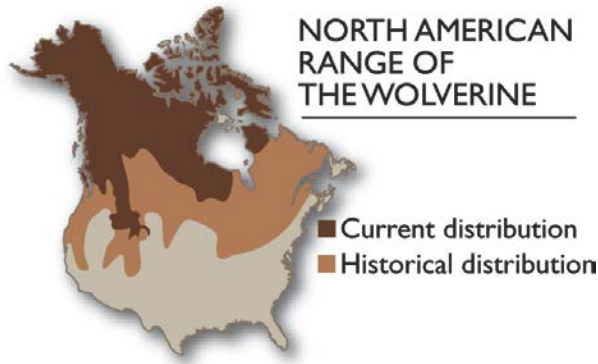 NORTH AMERICAN
RANGE OF
THE WOLVERINE
Current distribution
Historical distribution